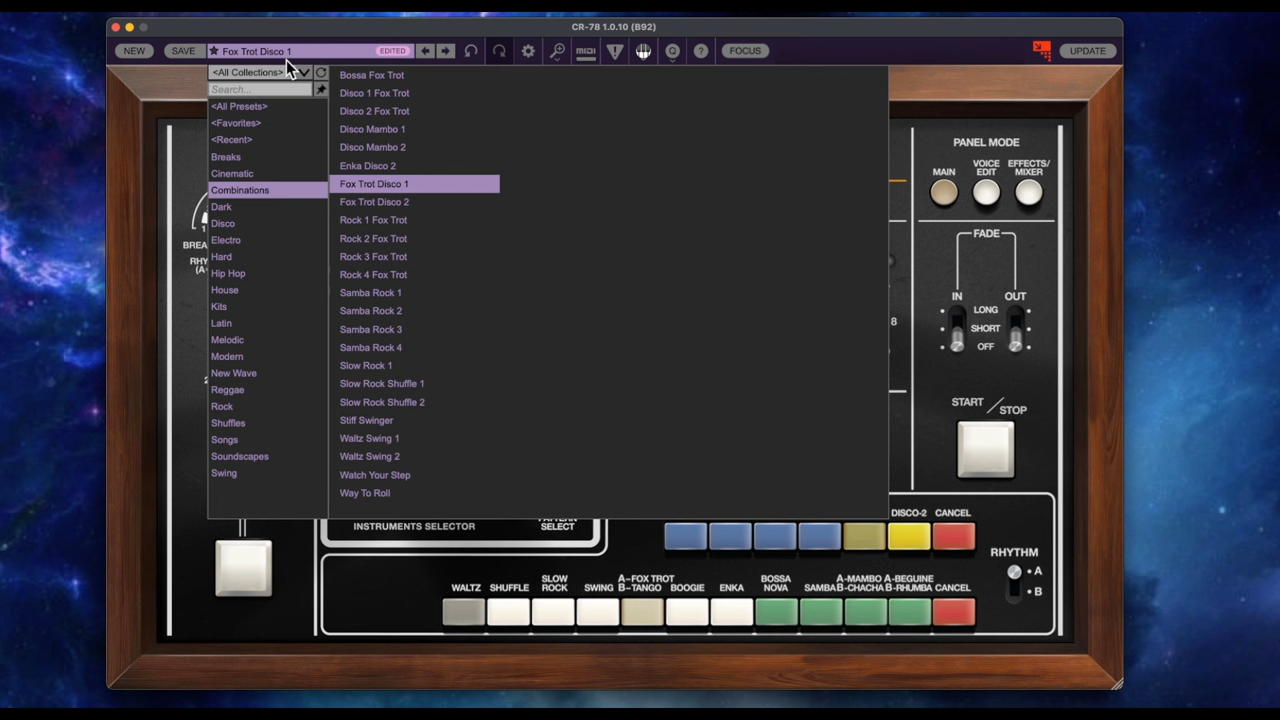 CR-78 1.0.10 (B92)
NEW
SAVE
Fox Trot Disco 1
EDITED
MIDI
Q
?
FOCUS
UPDATE
<All Collections>
Search...
<All Presets>
<Favorites>
<Recent>
Breaks
Cinematic
Combinations
Dark
Disco
Electro
Hard
Hip Hop
House
Kits
Latin
Melodic
Modern
New Wave
Reggae
Rock
Shuffles
Songs
Soundscapes
Swing
Bossa Fox Trot
Disco 1 Fox Trot
Disco 2 Fox Trot
Disco Mambo 1
Disco Mambo 2
Enka Disco 2
Fox Trot Disco 1
Fox Trot Disco 2
Rock 1 Fox Trot
Rock 2 Fox Trot
Rock 3 Fox Trot
Rock 4 Fox Trot
Samba Rock 1
Samba Rock 2
Samba Rock 3
Samba Rock 4
Slow Rock 1
Slow Rock Shuffle 1
Slow Rock Shuffle 2
Stiff Swinger
Waltz Swing 1
Waltz Swing 2
Watch Your Step
Way To Roll
1
BREA
RHY
(A+
2
8
PANEL MODE
MAIN
VOICE
EDIT
EFFECTS/
MIXER
FADE
IN
OUT
LONG
SHORT
OFF
START / STOP
INSTRUMENTS SELECTOR
SELECT
DISCO-2
CANCEL
RHYTHM
A
B
WALTZ
SHUFFLE
SLOW
ROCK
SWING
A–FOX TROT
B–TANGO
BOOGIE
ENKA
BOSSA
NOVA
SAMBA
A-MAMBO
B-CHACHA
A-BEGUINE
B-RHUMBA
CANCEL